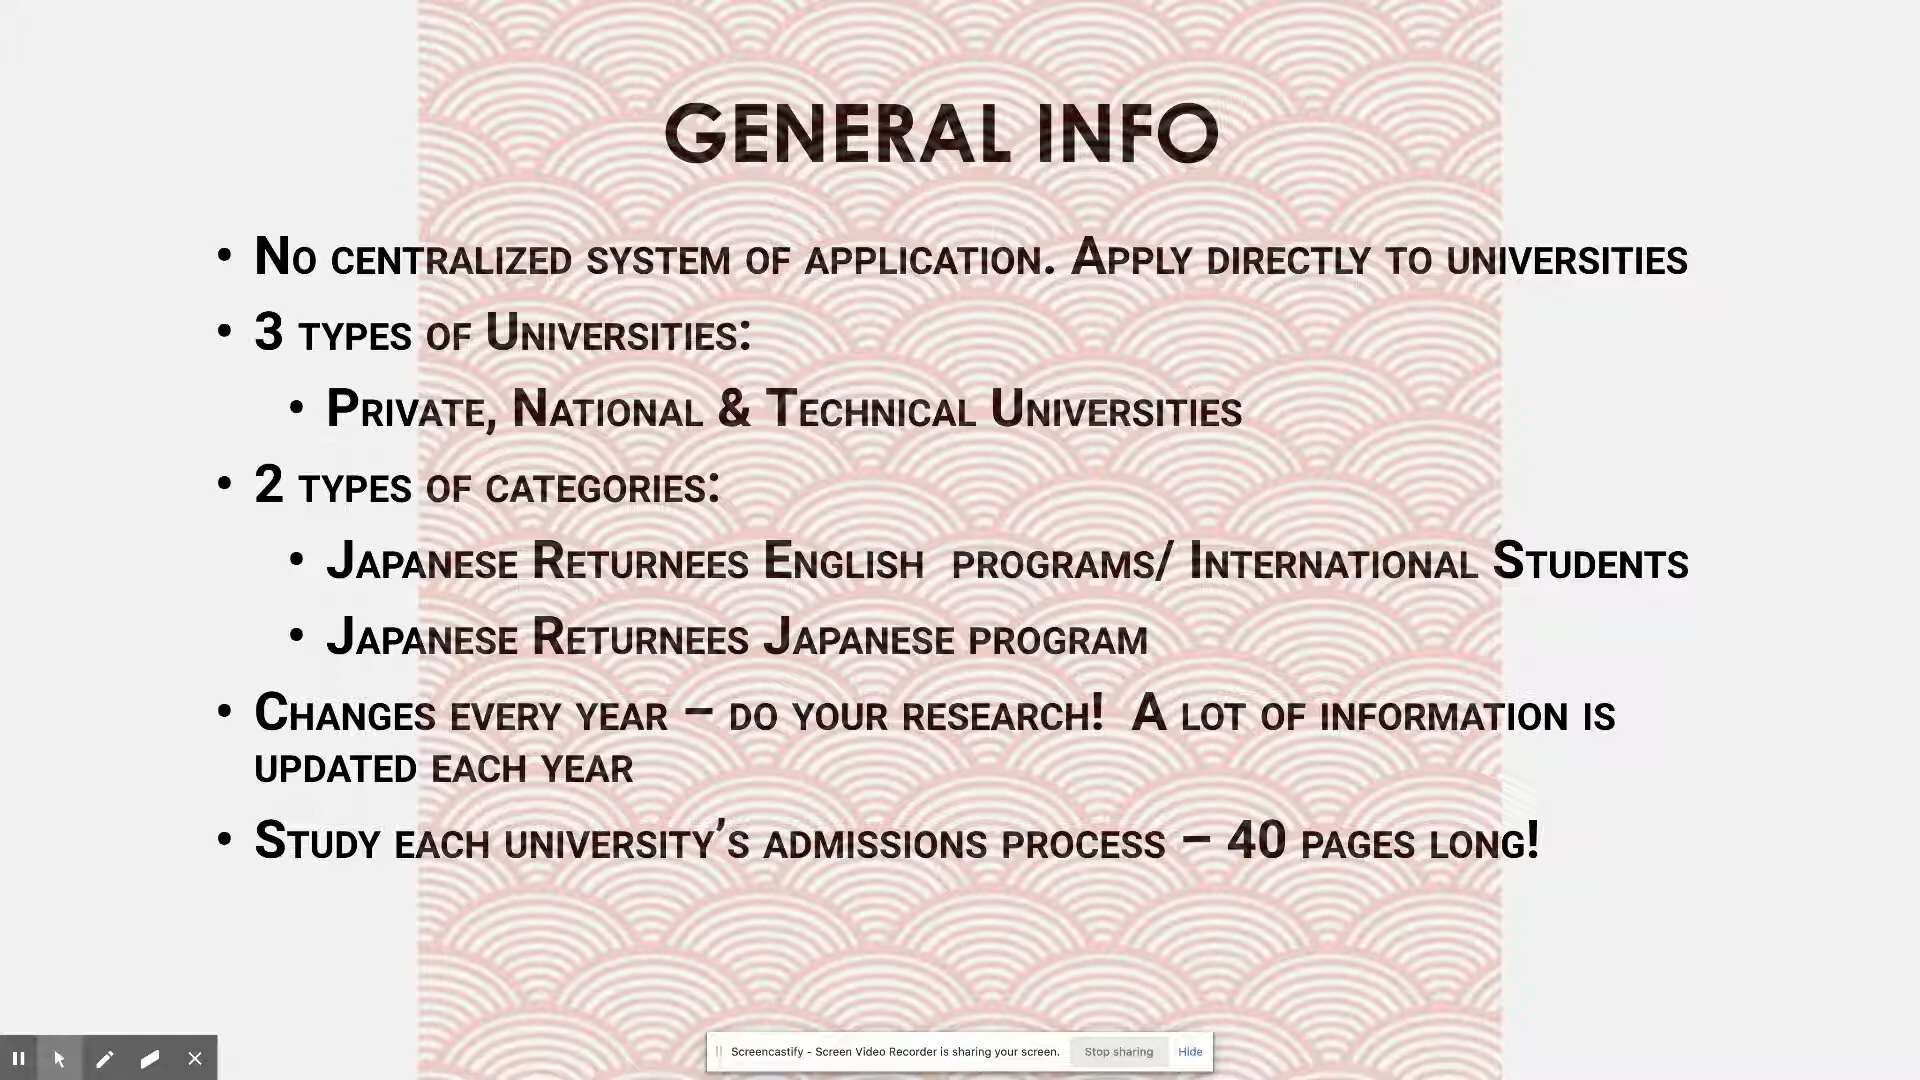 GENERAL INFO
• No centralized system of application. Apply directly to universities
• 3 types of Universities:
• Private, National & Technical Universities
• 2 types of categories:
• Japanese Returnees English  programs/ International Students
• Japanese Returnees Japanese program
• Changes every year – do your research!  A lot of information is
updated each year
• Study each university’s admissions process – 40 pages long!
Screencastify - Screen Video Recorder is sharing your screen. Stop sharing Hide